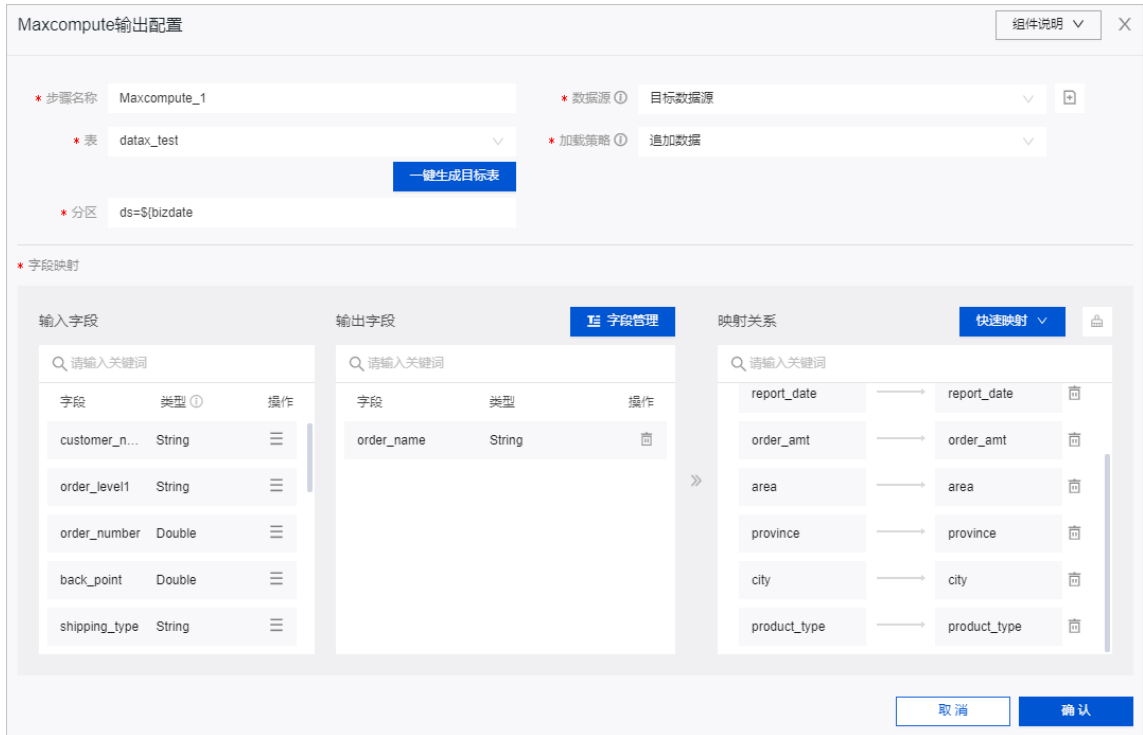 Maxcompute输出配置
组件说明
* 步骤名称 Maxcompute_1
* 数据源 目标数据源
* 表 datax_test
* 加载策略 追加数据
一键生成目标表
* 分区 ds=${bizdate
* 字段映射
输入字段
请输入关键词
字段 类型 操作
customer_n... String
order_level1 String
order_number Double
back_point Double
shipping_type String
输出字段 字段管理
请输入关键词
字段 类型 操作
order_name String
映射关系 快速映射
请输入关键词
report_date report_date
order_amt order_amt
area area
province province
city city
product_type product_type
取消 确认